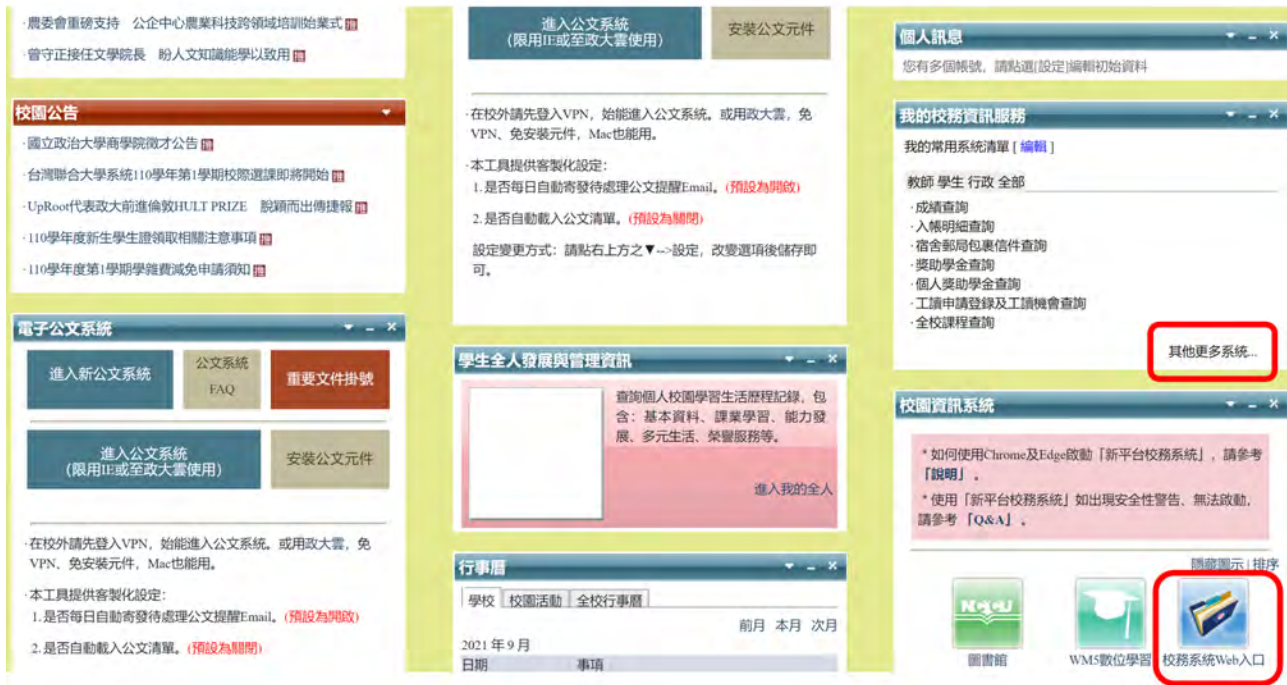 ·農委會重磅支持 公企中心農業科技跨領域培訓始業式
·曾守正接任文學院長 盼人文知識能學以致用
校園公告
·國立政治大學商學院徵才公告
·台灣聯合大學系統110學年第1學期校際選課即將開始
·UpRoot代表政大前進倫敦HULT PRIZE 脫穎而出傳捷報
·110學年度新生學生證領取相關注意事項
·110學年度第1學期學雜費減免申請須知
電子公文系統
進入新公文系統
公文系統
FAQ
重要文件掛號
進入公文系統
(限用IE或至政大雲使用)
安裝公文元件
·在校外請先登入VPN，始能進入公文系統。或用政大雲，免
VPN、免安裝元件，Mac也能用。
·本工具提供客製化設定：
1.是否每日自動寄發待處理公文提醒Email。(預設為開啟)
2.是否自動載入公文清單。(預設為關閉)
進入公文系統
(限用IE或至政大雲使用)
安裝公文元件
·在校外請先登入VPN，始能進入公文系統。或用政大雲，免
VPN、免安裝元件，Mac也能用。
·本工具提供客製化設定：
1.是否每日自動寄發待處理公文提醒Email。(預設為開啟)
2.是否自動載入公文清單。(預設為關閉)
設定變更方式：請點右上方之▼-->設定，改變選項後儲存即
可。
學生全人發展與管理資訊
查詢個人校園學習生活歷程記錄，包
含：基本資料、課業學習、能力發
展、多元生活、榮譽服務等。
進入我的全人
行事曆
學校 校園活動 全校行事曆
前月 本月 次月
2021 年 9 月
日期 事項
個人訊息
您有多個帳號，請點選[設定]編輯初始資料
我的校務資訊服務
我的常用系統清單 [ 編輯 ]
教師 學生 行政 全部
·成績查詢
·入帳明細查詢
·宿舍郵局包裹信件查詢
·獎助學金查詢
·個人獎助學金查詢
·工讀申請登錄及工讀機會查詢
·全校課程查詢
其他更多系統...
校園資訊系統
* 如何使用Chrome及Edge啟動「新平台校務系統」，請參考
「說明」。
* 使用「新平台校務系統」如出現安全性警告、無法啟動，
請參考「Q&A」。
隱藏圖示 | 排序
圖書館
WM5數位學習
校務系統Web入口